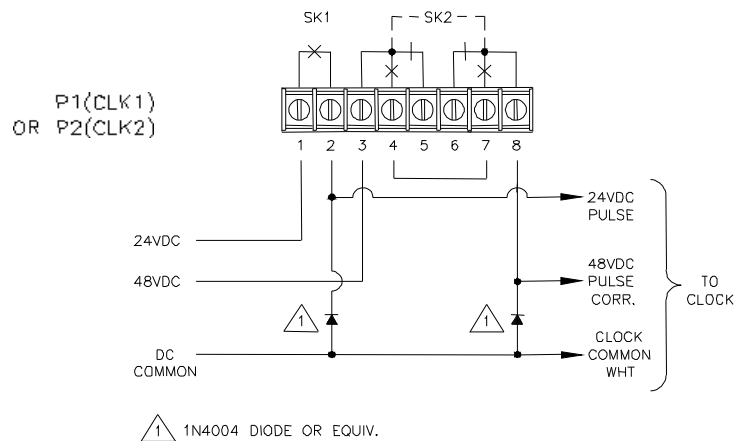 SK1
SK2
P1(CLK1)
OR P2(CLK2)
1 2 3 4 5 6 7 8
24VDC
PULSE
24VDC
48VDC
PULSE
CORR.
48VDC
TO
CLOCK
1
1
CLOCK
COMMON
WHT
DC
COMMON
1 1N4004 DIODE OR EQUIV.